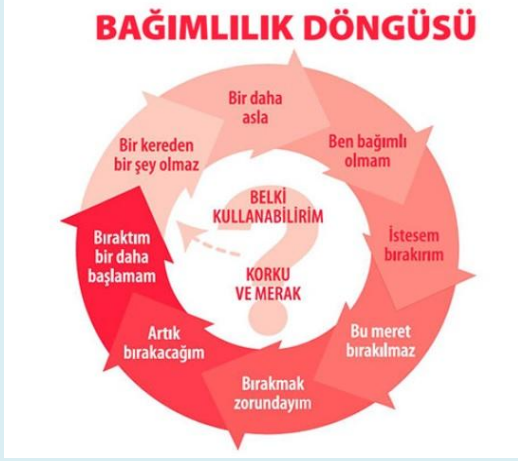 BAĞIMLILIK DÖNGÜSÜ
Bir kereden
bir şey olmaz
Bir daha
asla
Ben bağımlı
olmam
İstesem
bırakırım
Bu meret
bırakılmaz
Bırakmak
zorundayım
Artık
bırakacağım
Bıraktım
bir daha
başlamam
BELKİ
KULLANABİLİRİM
?
KORKU
VE MERAK